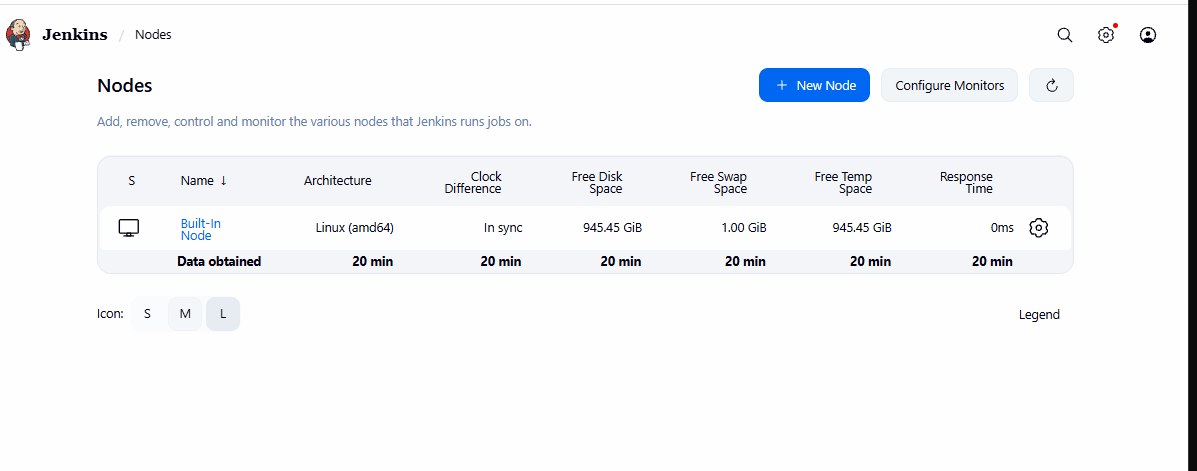 Jenkins / Nodes
Nodes
+ New Node
Configure Monitors
Add, remove, control and monitor the various nodes that Jenkins runs jobs on.
S Name ↓ Architecture Clock Difference Free Disk Space Free Swap Space Free Temp Space Response Time
Built-In Node Linux (amd64) In sync 945.45 GiB 1.00 GiB 945.45 GiB 0ms
Data obtained 20 min 20 min 20 min 20 min 20 min 20 min
Icon: S M L
Legend